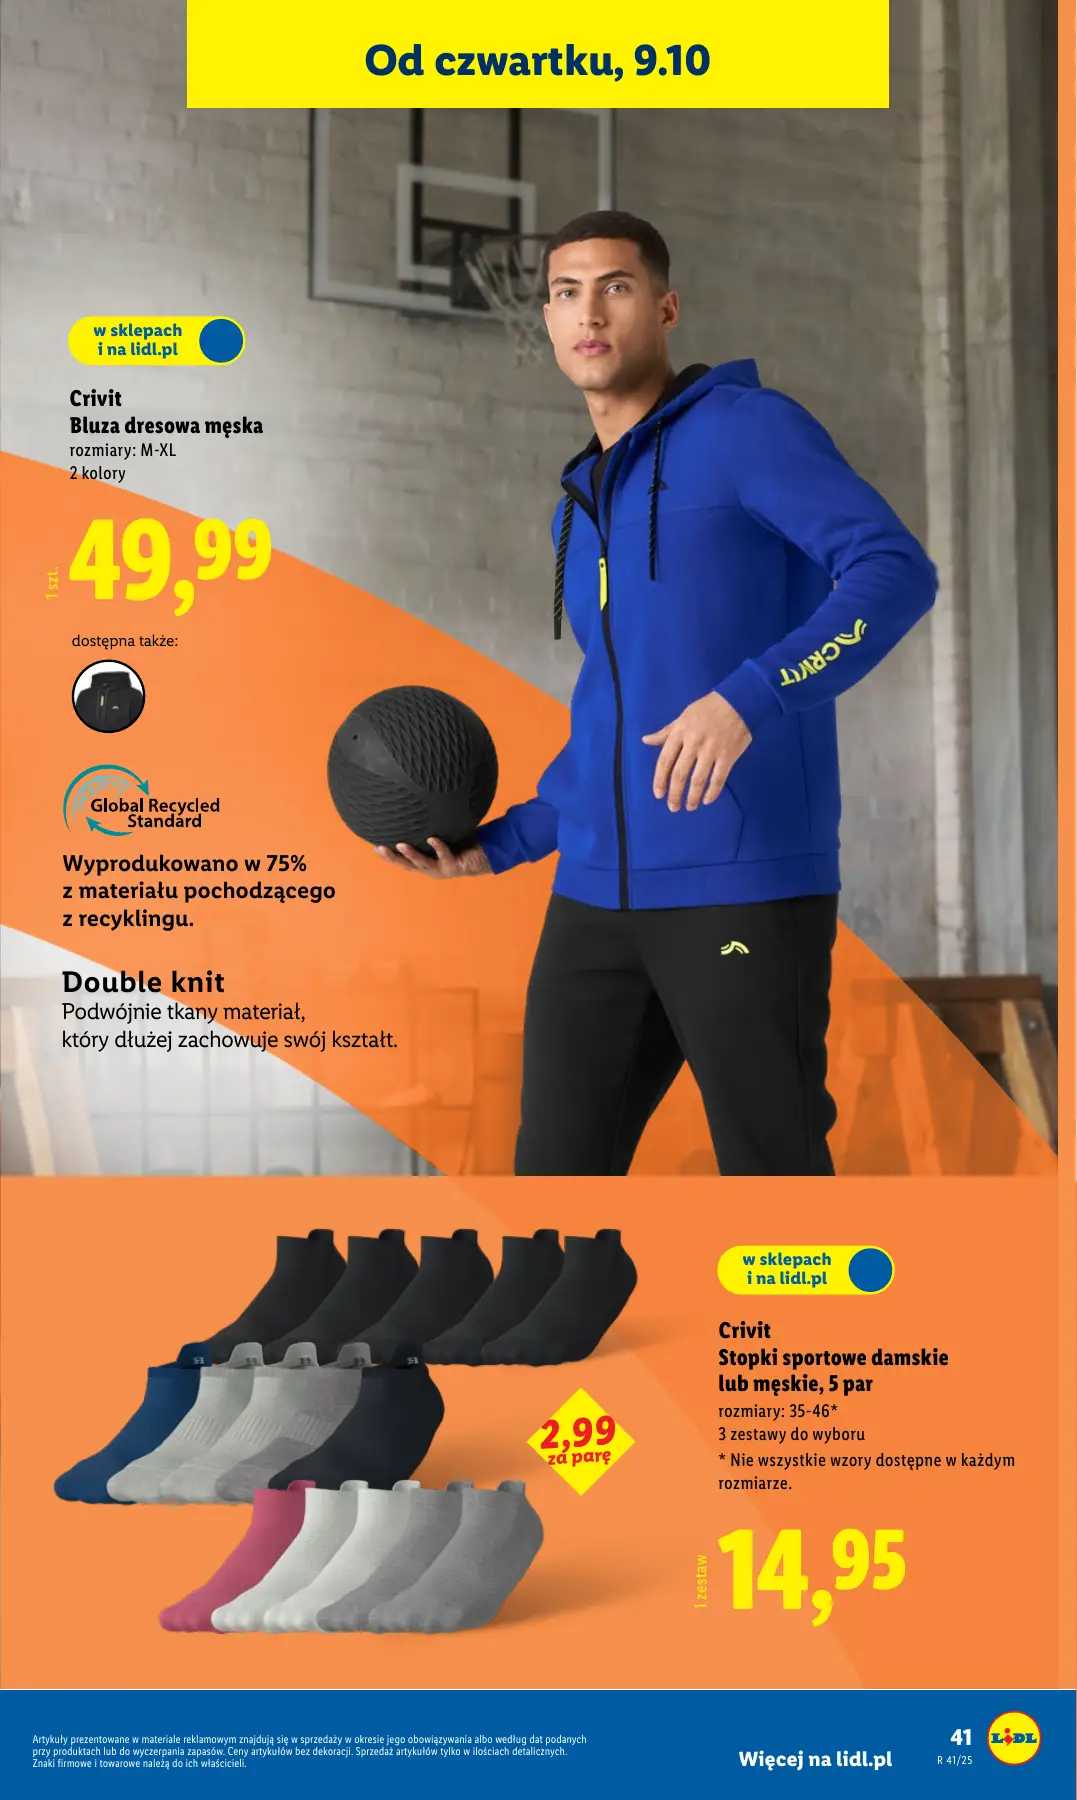 Od czwartku, 9.10
w sklepach
i na lidl.pl
Crivit
Bluza dresowa męska
rozmiary: M-XL
2 kolory
1 szt.
49,99
dostępna także:
Global Recycled
Standard
Wyprodukowano w 75%
z materiału pochodzącego
z recyklingu.
Double knit
Podwójnie tkany materiał,
który dłużej zachowuje swój kształt.
CRIVIT
w sklepach
i na lidl.pl
Crivit
Stopki sportowe damskie
lub męskie, 5 par
rozmiary: 35-46*
3 zestawy do wyboru
* Nie wszystkie wzory dostępne w każdym
rozmiarze.
2,99
za parę
1 zestaw
14,95
Artykuły prezentowane w materiale reklamowym znajdują się w sprzedaży w okresie jego obowiązywania albo według dat podanych
przy produktach lub do wyczerpania zapasów. Ceny artykułów bez dekoracji. Sprzedaż artykułów tylko w ilościach detalicznych.
Znaki firmowe i towarowe należą do ich właścicieli.
Więcej na lidl.pl
41
R 41/25
LIDL